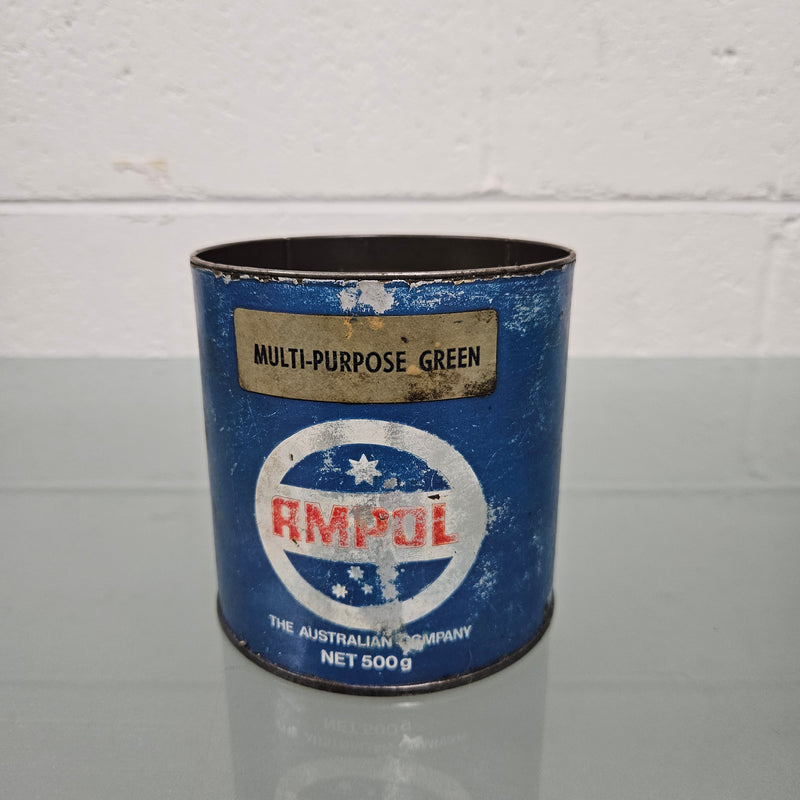 MULTI-PURPOSE GREEN
AMPOL
THE AUSTRALIAN COMPANY
NET 500g